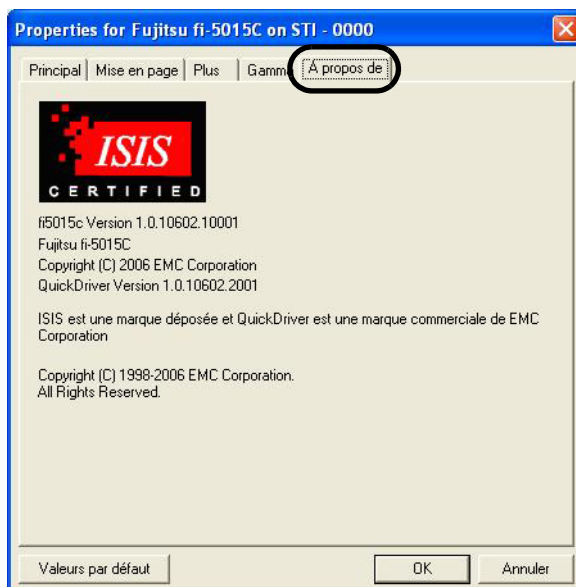 Properties for Fujitsu fi-5015C on STI - 0000
Principal Mise en page Plus Gamma À propos de
ISIS
CERTIFIED
fi5015c Version 1.0.10602.10001
Fujitsu fi-5015C
Copyright (C) 2006 EMC Corporation
QuickDriver Version 1.0.10602.2001
ISIS est une marque déposée et QuickDriver est une marque commerciale de EMC
Corporation
Copyright (C) 1998-2006 EMC Corporation.
All Rights Reserved.
Valeurs par défaut OK Annuler